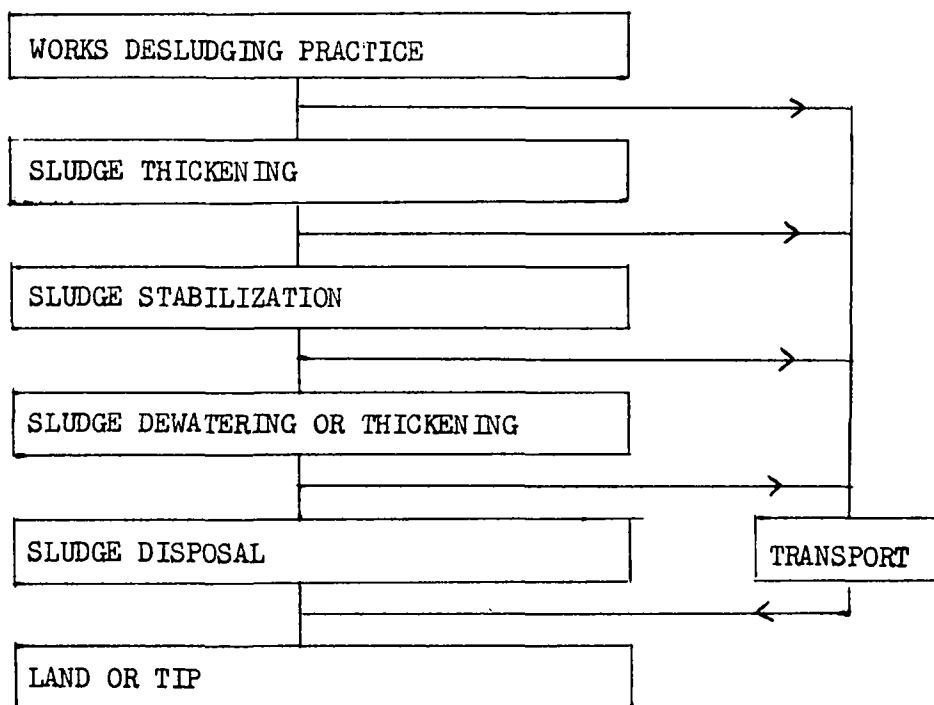 WORKS DESLUDGING PRACTICE
SLUDGE THICKENING
SLUDGE STABILIZATION
SLUDGE DEWATERING OR THICKENING
SLUDGE DISPOSAL
TRANSPORT
LAND OR TIP